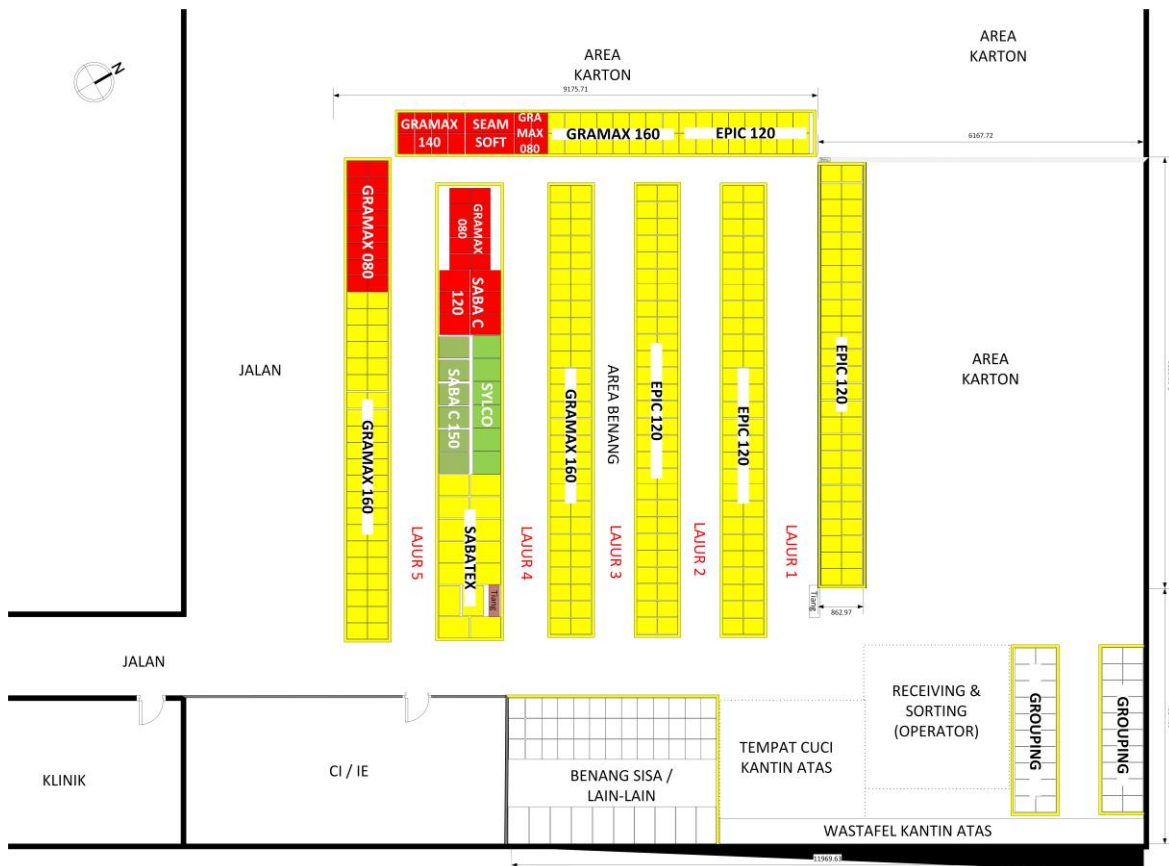 N
AREA
KARTON
9175.71
AREA
KARTON
6167.72
GRAMAX
140
SEAM
SOFT
GRA
MAX
080
GRAMAX 160
EPIC 120
GRAMAX 080
GRAMAX 160
GRAMAX
080
SABA C
120
SYLCO
SABA C 150
SABATEX
Tiang
GRAMAX 160
AREA BENANG
EPIC 120
EPIC 120
EPIC 120
JALAN
AREA
KARTON
LAJUR 5
LAJUR 4
LAJUR 3
LAJUR 2
LAJUR 1
Tiang
862.97
JALAN
KLINIK
CI / IE
BENANG SISA /
LAIN-LAIN
TEMPAT CUCI
KANTIN ATAS
RECEIVING &
SORTING
(OPERATOR)
GROUPING
GROUPING
WASTAFEL KANTIN ATAS
11969.63